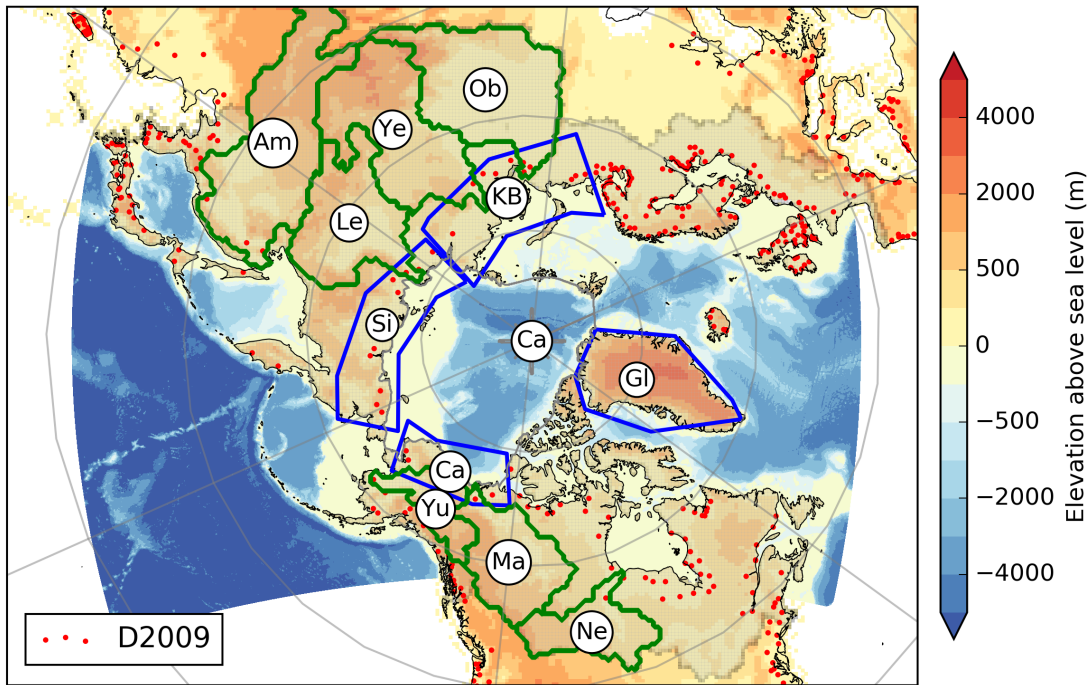 Ob
Ye
Am
KB
Le
Si
Ca
Gl
Ca
Yu
Ma
Ne
D2009
4000
2000
500
0
−500
−2000
−4000
Elevation above sea level (m)